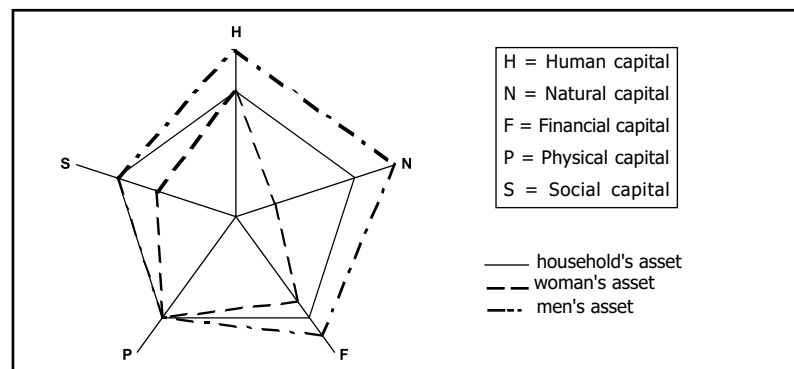 H
N
F
P
S
H = Human capital
N = Natural capital
F = Financial capital
P = Physical capital
S = Social capital
household's asset
woman's asset
men's asset